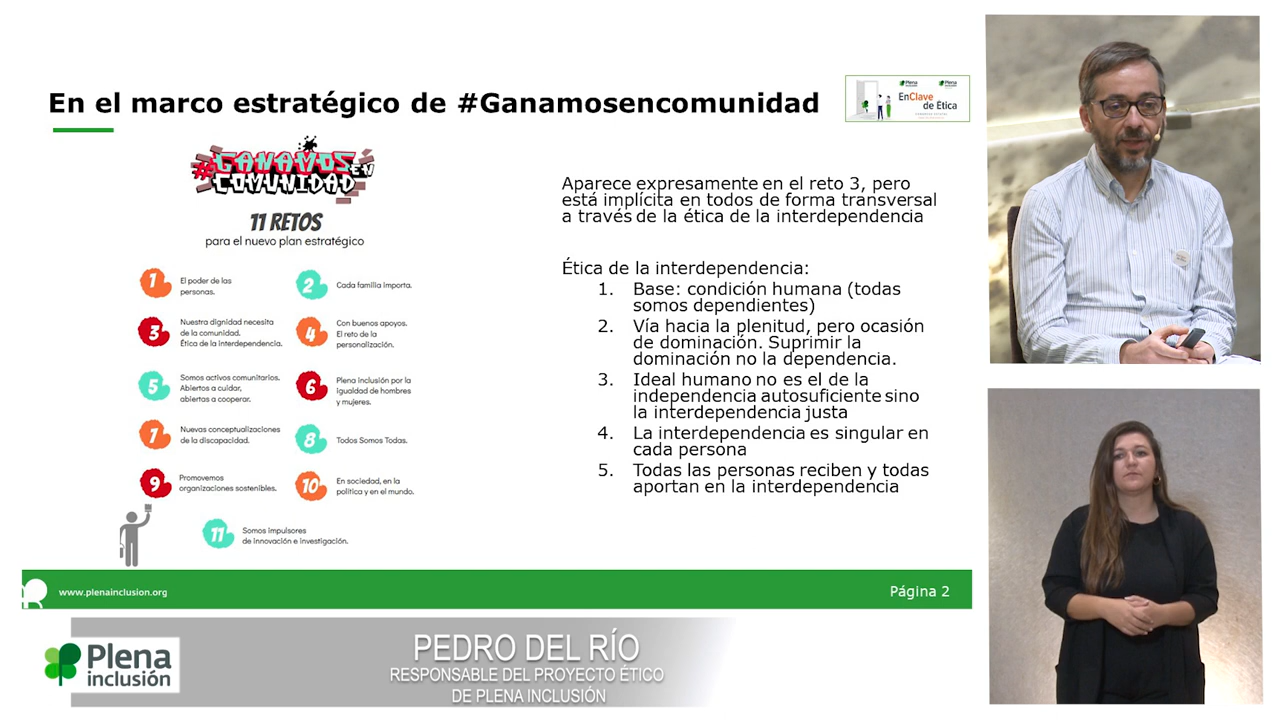 En el marco estratégico de #Ganamosencomunidad
Plena inclusión
Plena inclusión
EnClave
de Ética
#GANAMOS EN
COMUNIDAD
11 RETOS
para el nuevo plan estratégico
1 El poder de las
personas.
2 Cada familia importa.
3 Nuestra dignidad necesita
de la comunidad.
Ética de la interdependencia.
4 Con buenos apoyos.
El reto de la
personalización.
5 Somos activos comunitarios.
Abiertos a cuidar,
abiertas a cooperar.
6 Plena inclusión por la
igualdad de hombres
y mujeres.
7 Nuevas conceptualizaciones
de la discapacidad.
8 Todos Somos Todas.
9 Promovemos
organizaciones sostenibles.
10 En sociedad, en la
política y en el mundo.
11 Somos impulsores
de innovación e investigación.
Aparece expresamente en el reto 3, pero
está implícita en todos de forma transversal
a través de la ética de la interdependencia
Ética de la interdependencia:
1. Base: condición humana (todas
somos dependientes)
2. Vía hacia la plenitud, pero ocasión
de dominación. Suprimir la
dominación no la dependencia.
3. Ideal humano no es el de la
independencia autosuficiente sino
la interdependencia justa
4. La interdependencia es singular en
cada persona
5. Todas las personas reciben y todas
aportan en la interdependencia
www.plenainclusion.org
Página 2
Plena
inclusión
PEDRO DEL RÍO
RESPONSABLE DEL PROYECTO ÉTICO
DE PLENA INCLUSIÓN